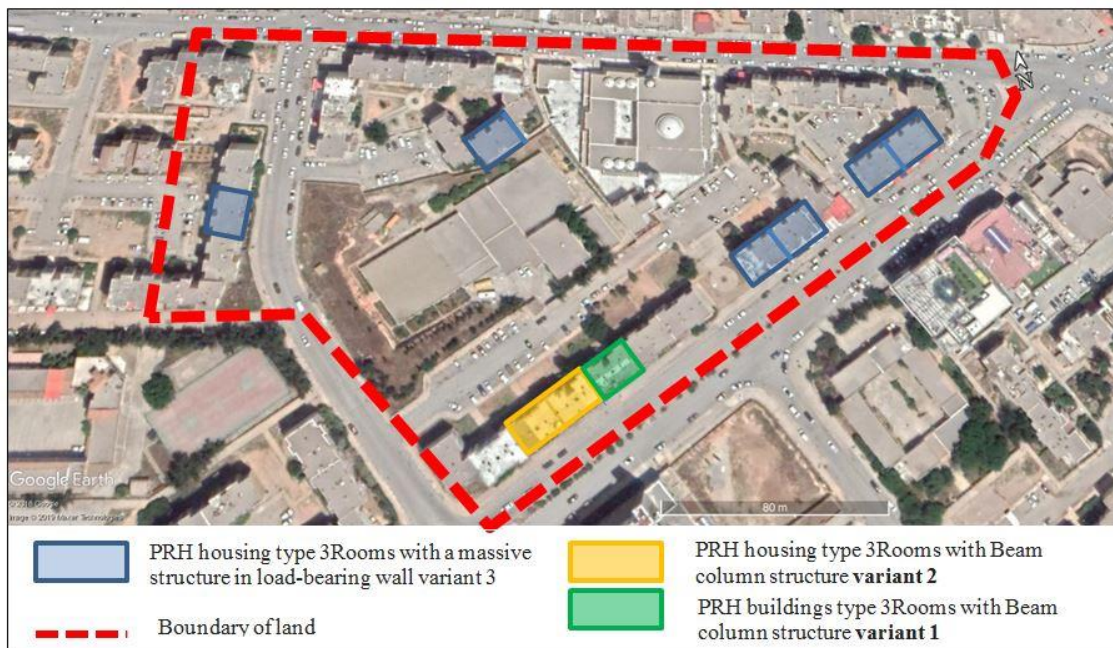 N
Google Earth
80 m
PRH housing type 3Rooms with a massive
structure in load-bearing wall variant 3
Boundary of land
PRH housing type 3Rooms with Beam
column structure variant 2
PRH buildings type 3Rooms with Beam
column structure variant 1